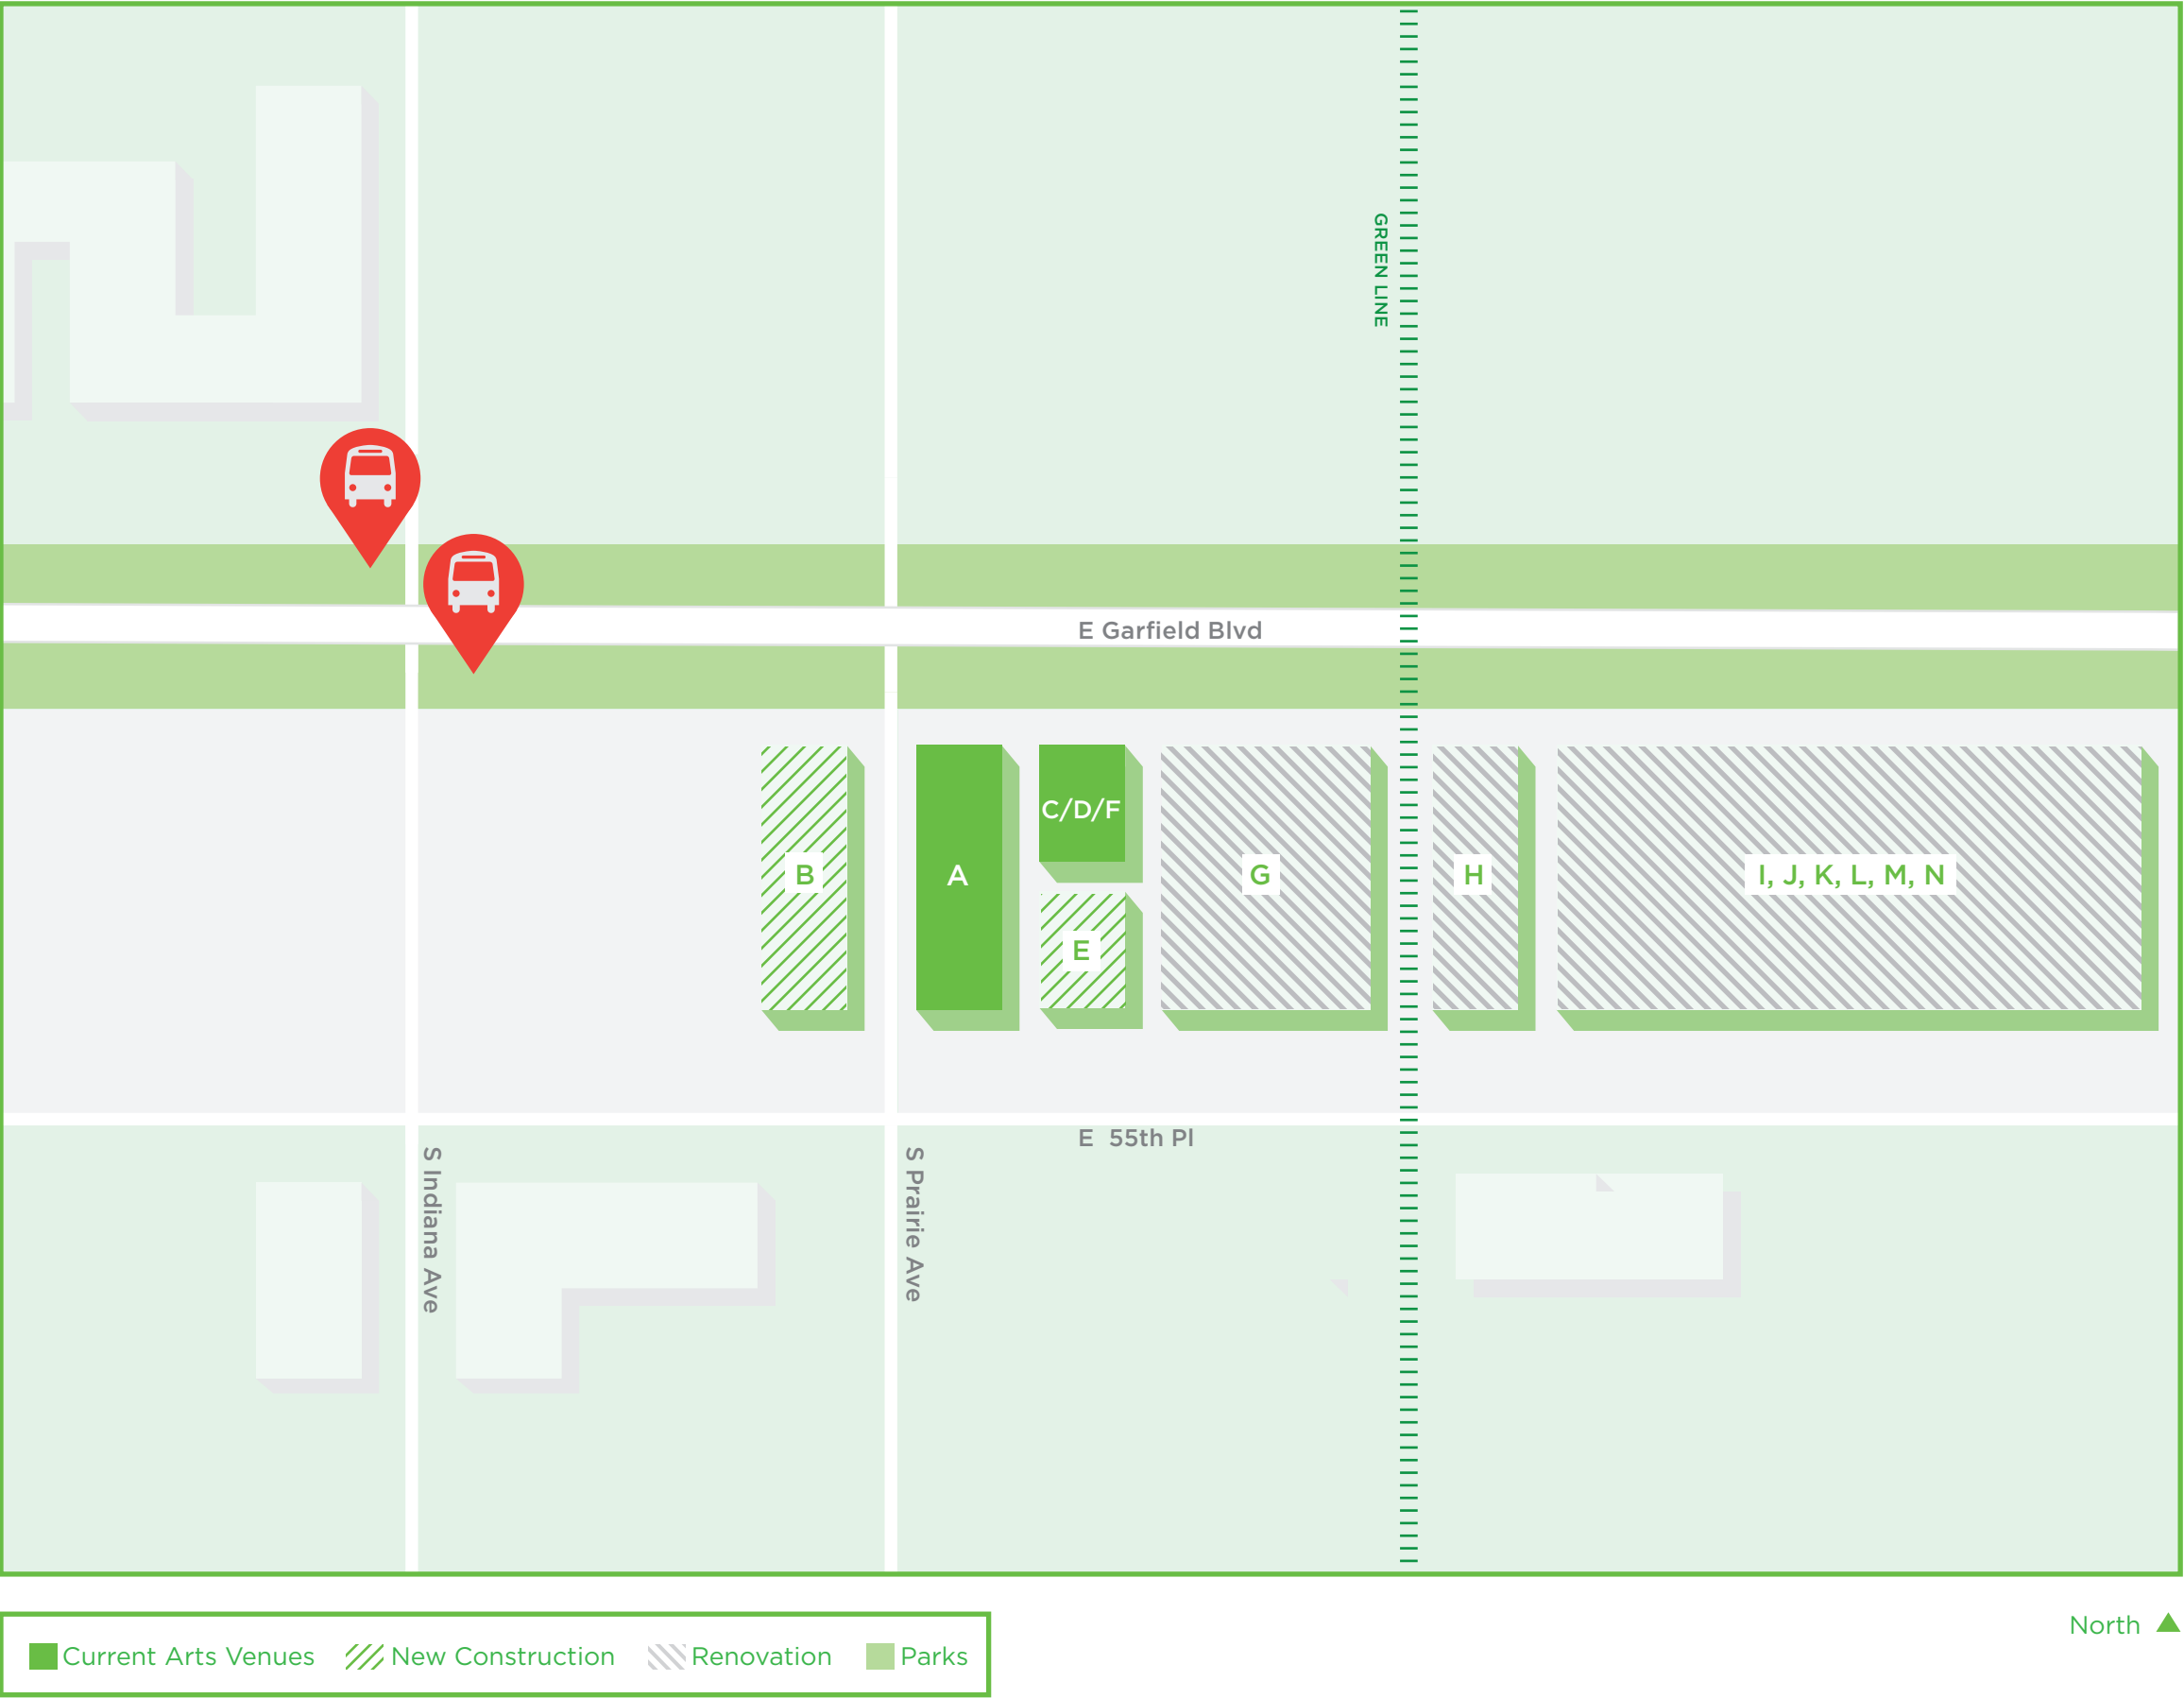 GREEN LINE
E Garfield Blvd
C/D/F
B
A
G
H
I, J, K, L, M, N
E
E 55th Pl
S Indiana Ave
S Prairie Ave
North
Current Arts Venues
New Construction
Renovation
Parks